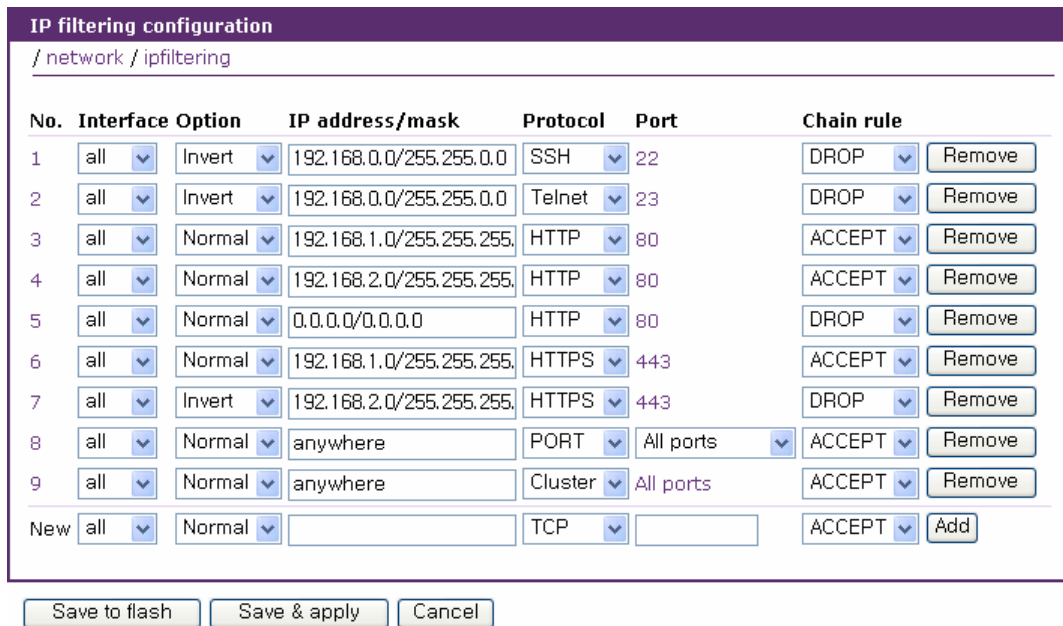 IP filtering configuration
/ network / ipfiltering
No. Interface Option IP address/mask Protocol Port Chain rule
1 all Invert 192.168.0.0/255.255.0.0 SSH 22 DROP Remove
2 all Invert 192.168.0.0/255.255.0.0 Telnet 23 DROP Remove
3 all Normal 192.168.1.0/255.255.255. HTTP 80 ACCEPT Remove
4 all Normal 192.168.2.0/255.255.255. HTTP 80 ACCEPT Remove
5 all Normal 0.0.0.0/0.0.0.0 HTTP 80 DROP Remove
6 all Normal 192.168.1.0/255.255.255. HTTPS 443 ACCEPT Remove
7 all Invert 192.168.2.0/255.255.255. HTTPS 443 DROP Remove
8 all Normal anywhere PORT All ports ACCEPT Remove
9 all Normal anywhere Cluster All ports ACCEPT Remove
New all Normal TCP ACCEPT Add
Save to flash Save & apply Cancel